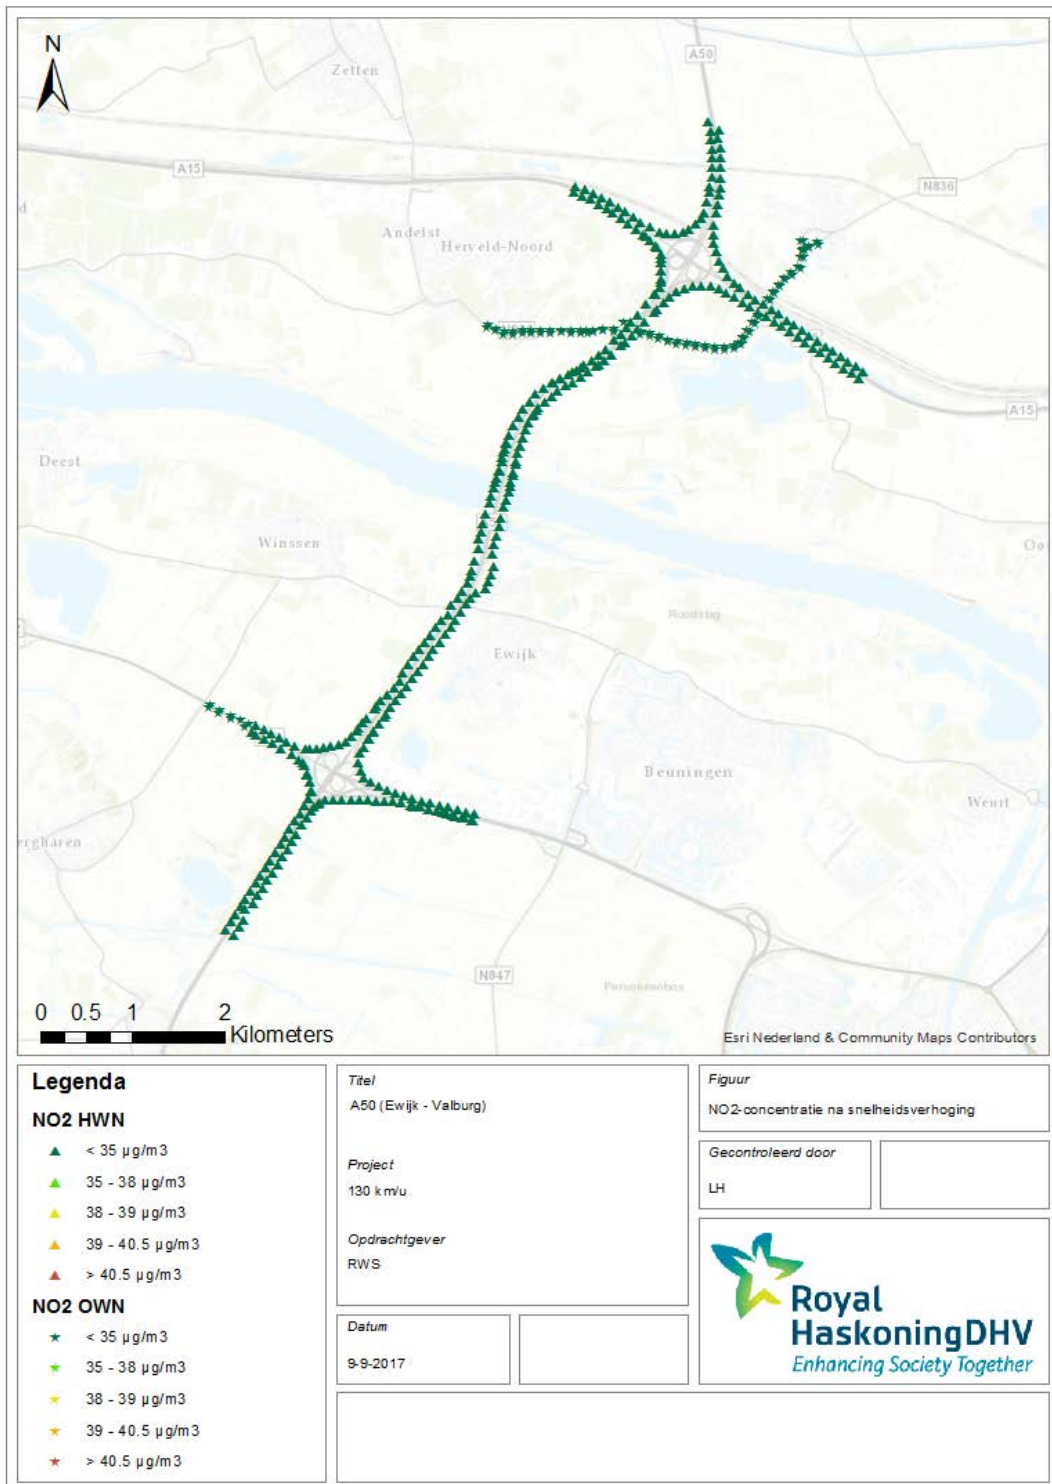 N
A50
Zetten
A15
N836
Andelst
Herveld-Noord
A15
Deest
Winssen
Ewijk
Beuningen
Weurt
ergharen
N847
0 0.5 1 2
Kilometers
Esri Nederland & Community Maps Contributors
Legenda
NO2 HWN
< 35 µg/m3
35 - 38 µg/m3
38 - 39 µg/m3
39 - 40.5 µg/m3
> 40.5 µg/m3
NO2 OWN
< 35 µg/m3
35 - 38 µg/m3
38 - 39 µg/m3
39 - 40.5 µg/m3
> 40.5 µg/m3
Titel
A50 (Ewijk - Valburg)
Project
130 km/u
Opdrachtgever
RWS
Datum
9-9-2017
Figuur
NO2-concentratie na snelheidsverhoging
Gecontroleerd door
LH
Royal
HaskoningDHV
Enhancing Society Together